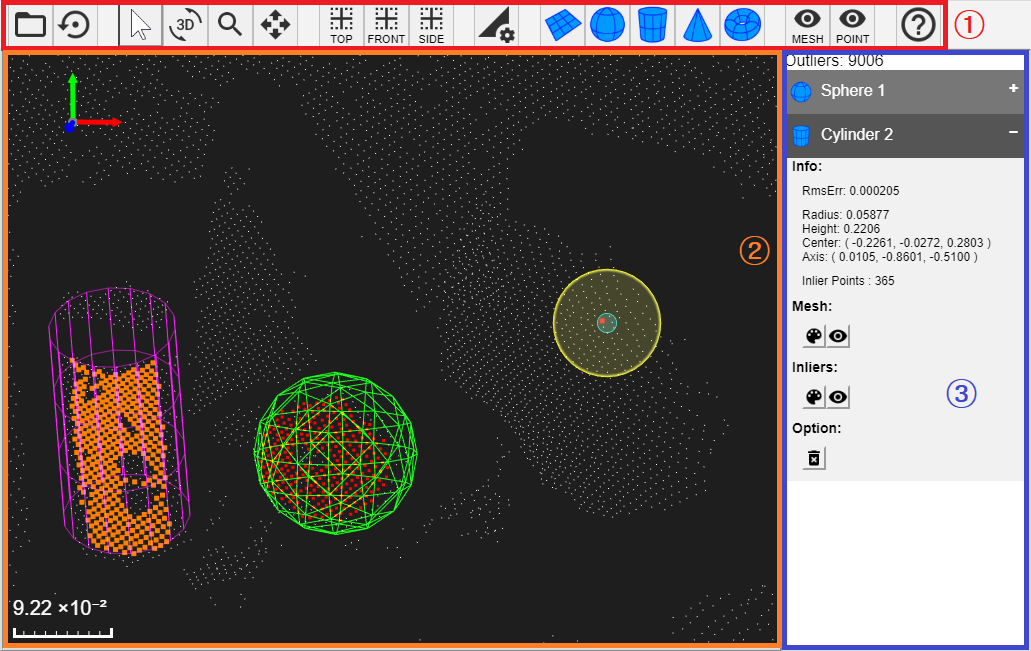 3D
TOP
FRONT
SIDE
MESH
POINT
?
①
Outliers: 9006
Sphere 1
+
Cylinder 2
−
Info:
RmsErr: 0.000205
Radius: 0.05877
Height: 0.2206
Center: ( -0.2261, -0.0272, 0.2803 )
Axis: ( 0.0105, -0.8601, -0.5100 )
Inlier Points : 365
Mesh:
Inliers:
③
Option:
②
9.22 ×10⁻²